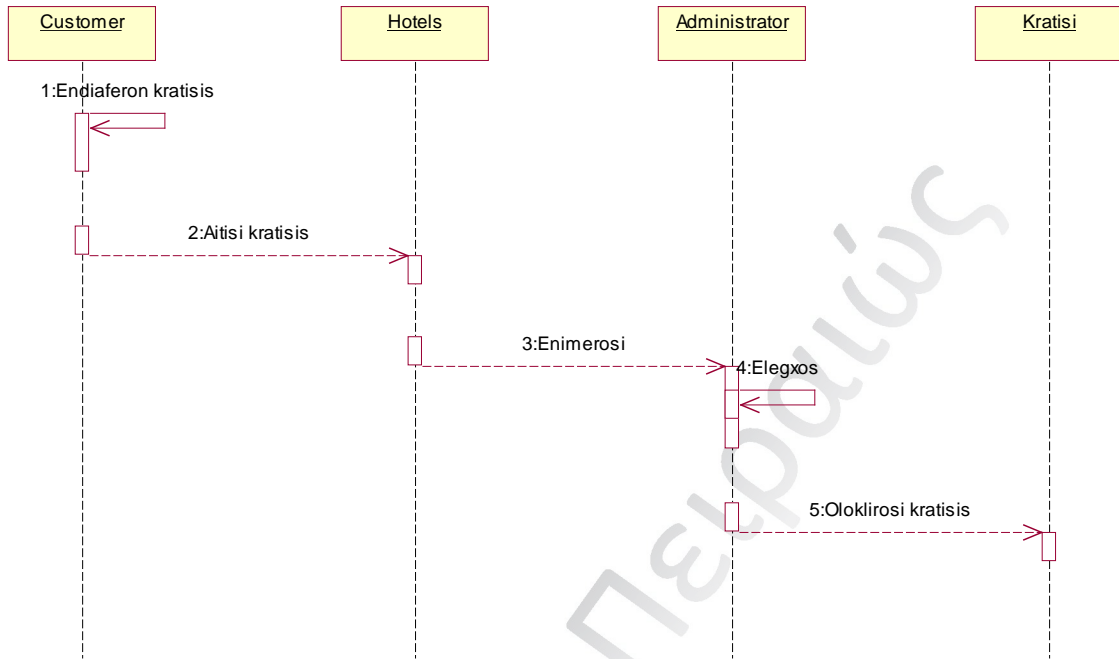 Customer
Hotels
Administrator
Kratisi
1:Endiaferon kratisis
2:Aitisi kratisis
3:Enimerosi
4:Elegxos
5:Oloklirosi kratisis
Πειραιώς